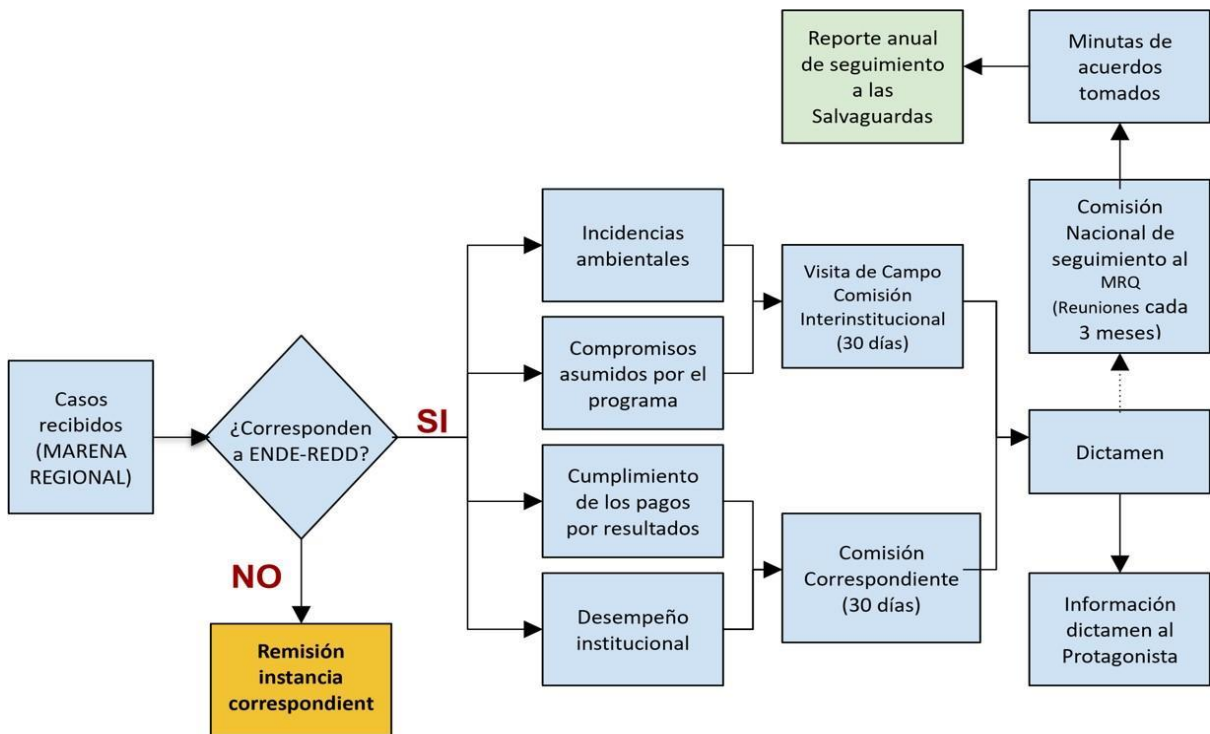 Reporte anual
de seguimiento
a las
Salvaguardas
Minutas de
acuerdos
tomados
Comisión
Nacional de
seguimiento al
MRQ
(Reuniones cada
3 meses)
Incidencias
ambientales
Visita de Campo
Comisión
Interinstitucional
(30 días)
Compromisos
asumidos por el
programa
Casos
recibidos
(MARENA
REGIONAL)
¿Corresponden
a ENDE-REDD?
SI
Dictamen
Cumplimiento
de los pagos
por resultados
Comisión
Correspondiente
(30 días)
NO
Desempeño
institucional
Información
dictamen al
Protagonista
Remisión
instancia
correspondient